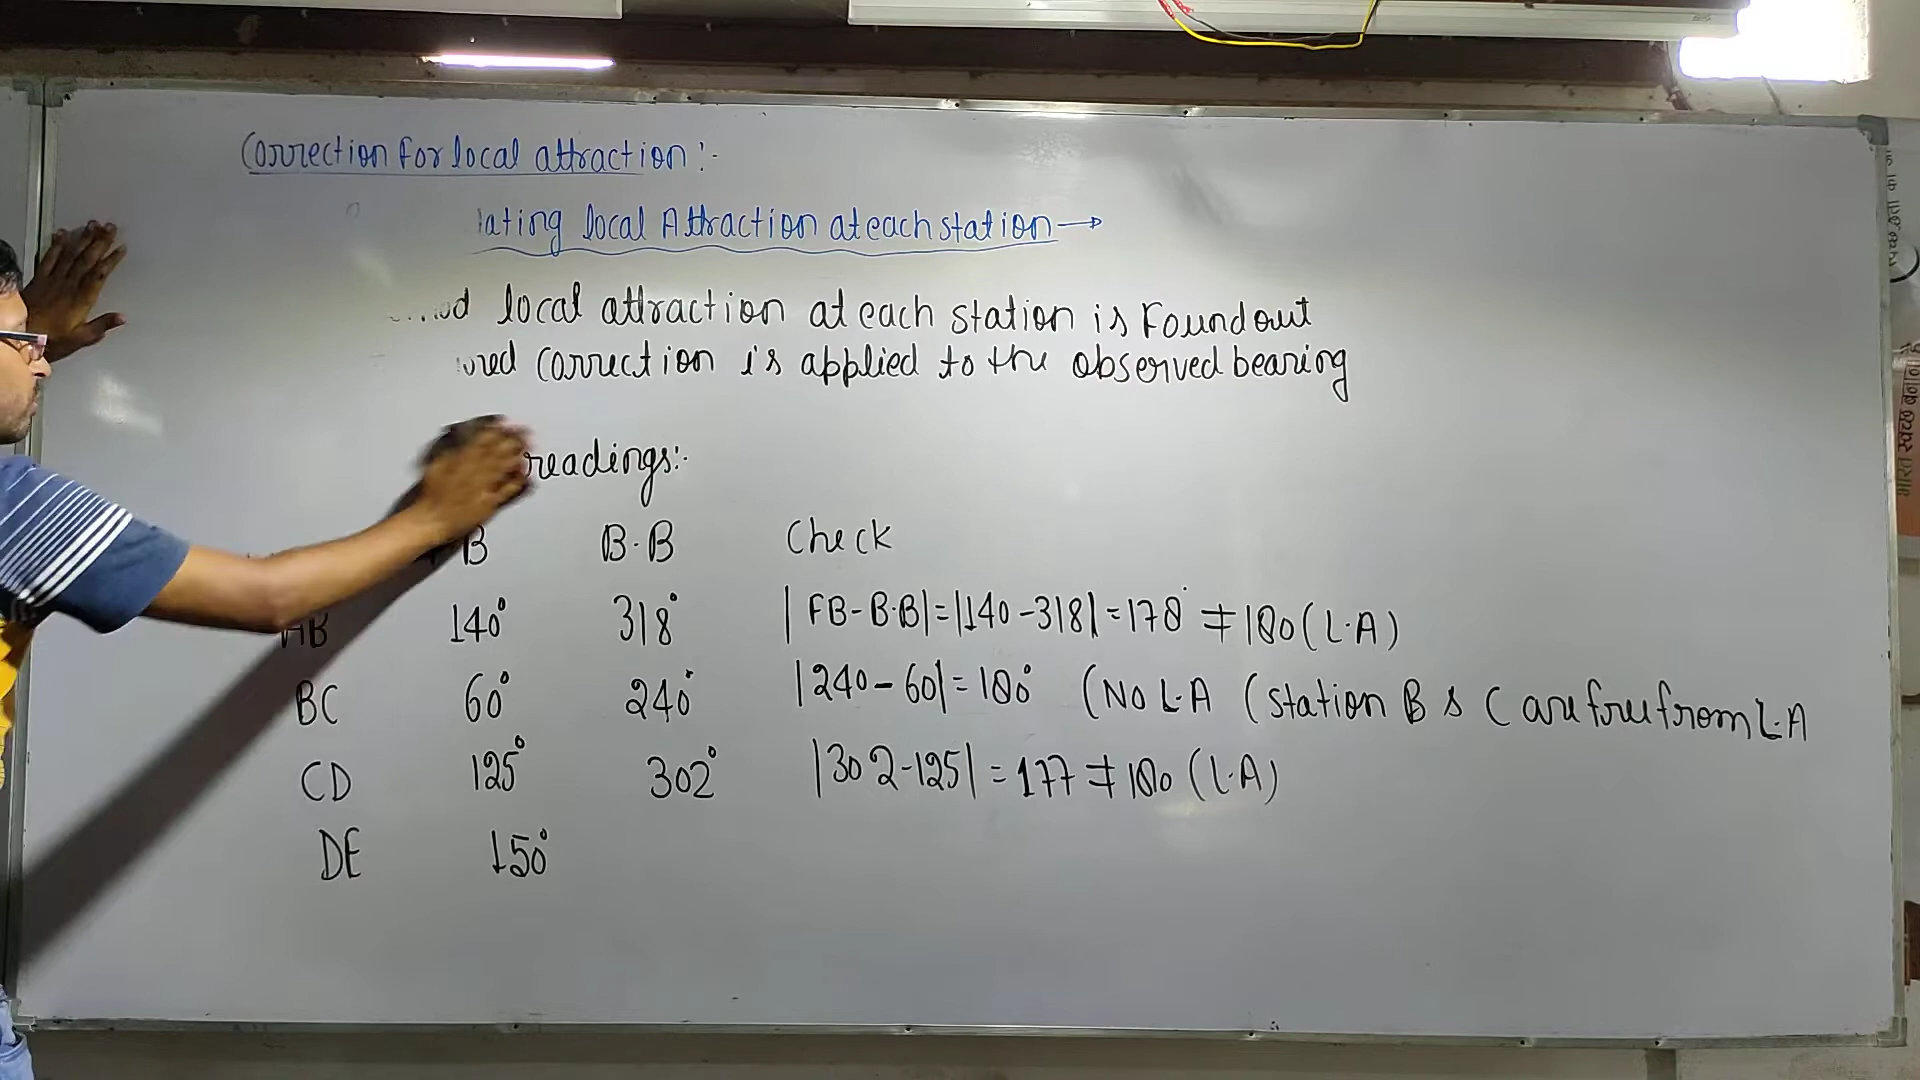 Correction for local attraction :-
lating local Attraction at each station →
local attraction at each station is Found out
ured correction is applied to the observed bearing
readings:-
B B·B Check
AB 140° 318° |FB-B·B|=|140-318|=178° ≠ 180 (L·A)
BC 60° 240° |240-60|=180° (No L·A (Station B & C are free from L·A
CD 125° 302° |302-125|=177 ≠ 180 (L·A)
DE 150°